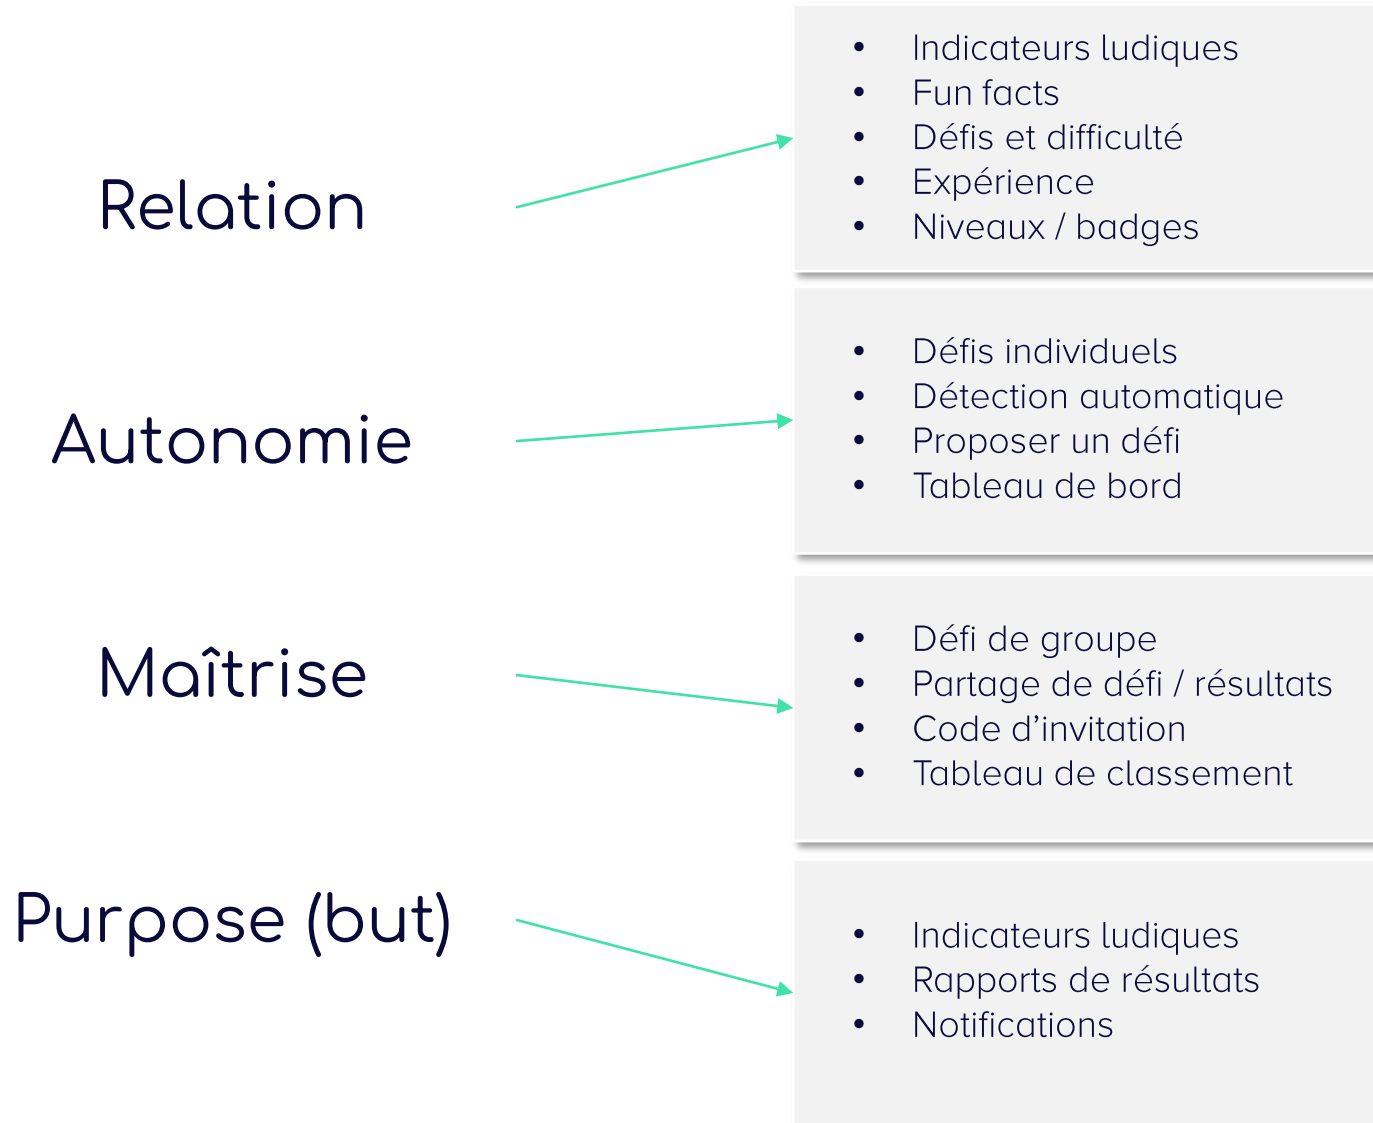 Relation
• Indicateurs ludiques
• Fun facts
• Défis et difficulté
• Expérience
• Niveaux / badges
Autonomie
• Défis individuels
• Détection automatique
• Proposer un défi
• Tableau de bord
Maîtrise
• Défi de groupe
• Partage de défi / résultats
• Code d’invitation
• Tableau de classement
Purpose (but)
• Indicateurs ludiques
• Rapports de résultats
• Notifications